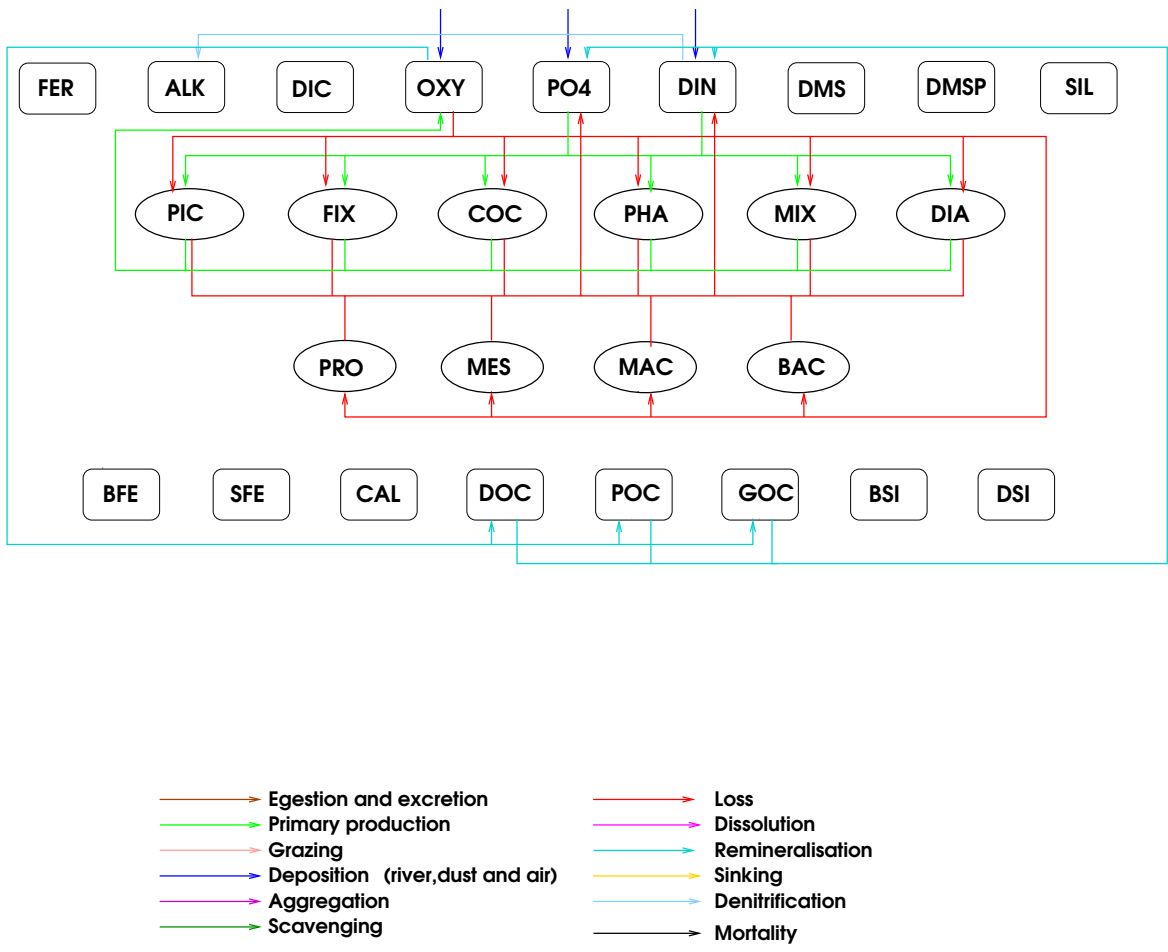 FER ALK DIC OXY PO4 DIN DMS DMSP SIL
PIC FIX COC PHA MIX DIA
PRO MES MAC BAC
BFE SFE CAL DOC POC GOC BSI DSI
Egestion and excretion
Primary production
Grazing
Deposition (river,dust and air)
Aggregation
Scavenging
Loss
Dissolution
Remineralisation
Sinking
Denitrification
Mortality